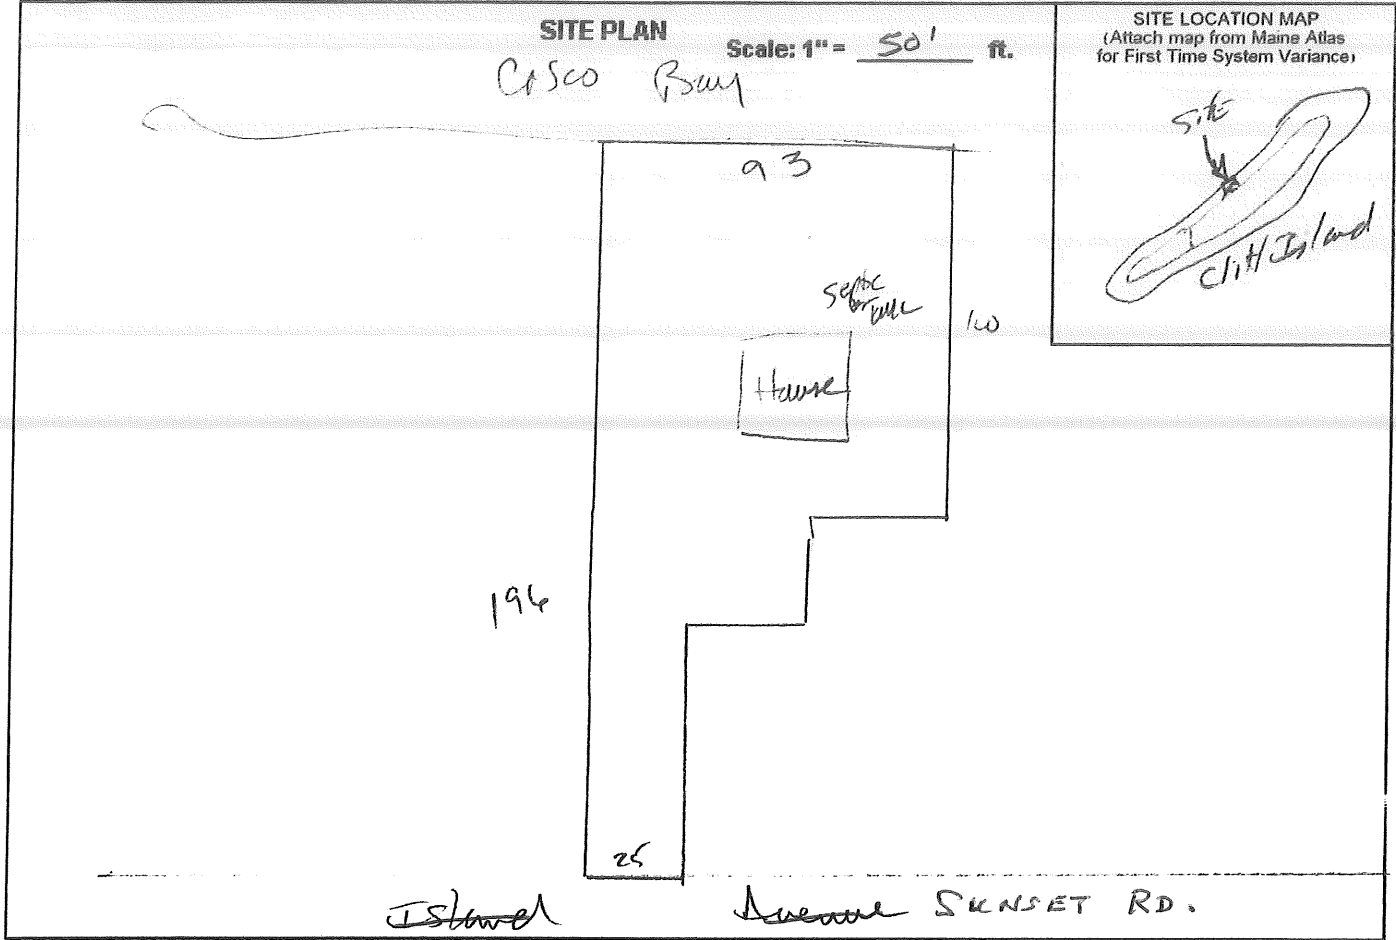 SITE PLAN
Scale: 1" = 50' ft.
Casco Bay
SITE LOCATION MAP
(Attach map from Maine Atlas
for First Time System Variance)
Site
Cliff Island
93
Septic
House
196
25
Island Avenue SUNSET RD.